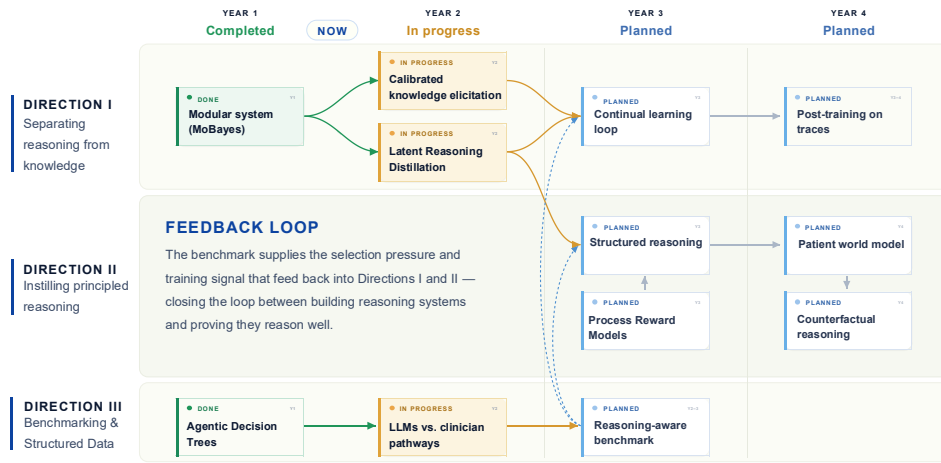 YEAR 1
YEAR 2
YEAR 3
YEAR 4
Completed
NOW
In progress
Planned
Planned
DIRECTION I
Separating
reasoning from
knowledge
DONE
Modular system
(MoBayes)
IN PROGRESS
Calibrated
knowledge elicitation
IN PROGRESS
Latent Reasoning
Distillation
PLANNED
Continual learning
loop
PLANNED
Post-training on
traces
DIRECTION II
Instilling principled
reasoning
FEEDBACK LOOP
The benchmark supplies the selection pressure and
training signal that feed back into Directions I and II —
closing the loop between building reasoning systems
and proving they reason well.
PLANNED
Structured reasoning
PLANNED
Patient world model
PLANNED
Process Reward
Models
PLANNED
Counterfactual
reasoning
DIRECTION III
Benchmarking &
Structured Data
DONE
Agentic Decision
Trees
IN PROGRESS
LLMs vs. clinician
pathways
PLANNED
Reasoning-aware
benchmark